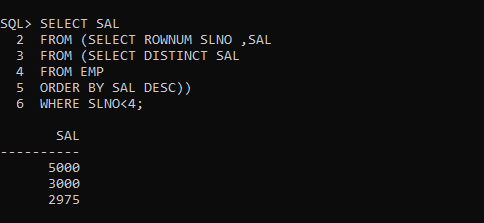 SQL> SELECT SAL
2 FROM (SELECT ROWNUM SLNO ,SAL
3 FROM (SELECT DISTINCT SAL
4 FROM EMP
5 ORDER BY SAL DESC))
6 WHERE SLNO<4;
SAL
----------
5000
3000
2975